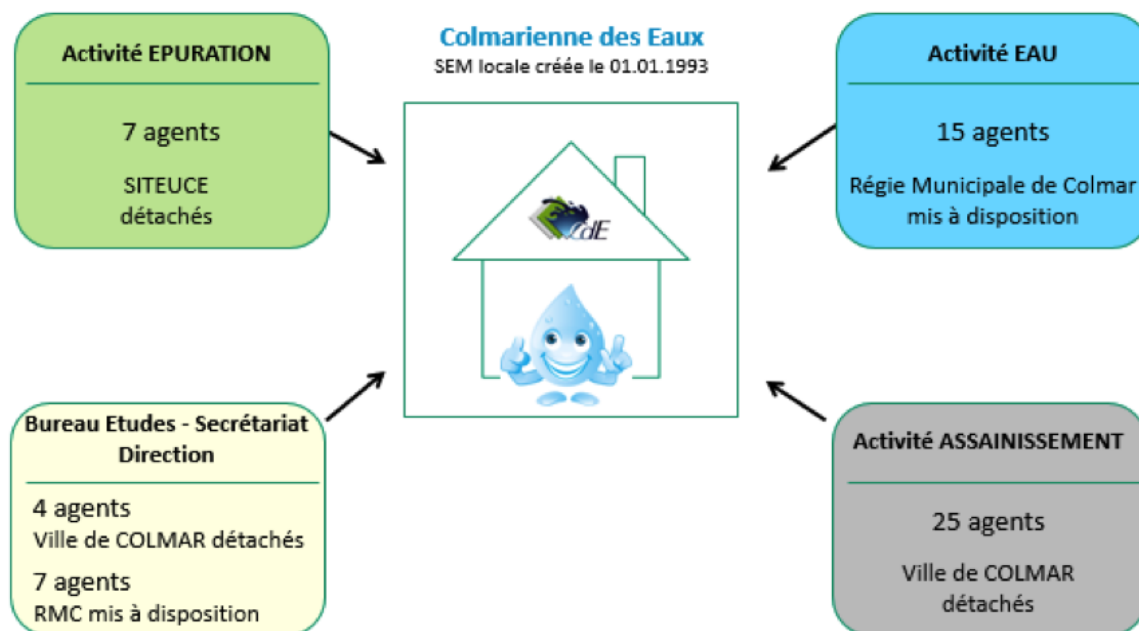 Activité EPURATION
7 agents
SITEUCE
détachés
Colmarienne des Eaux
SEM locale créée le 01.01.1993
CdE
Activité EAU
15 agents
Régie Municipale de Colmar
mis à disposition
Bureau Etudes - Secrétariat
Direction
4 agents
Ville de COLMAR détachés
7 agents
RMC mis à disposition
Activité ASSAINISSEMENT
25 agents
Ville de COLMAR
détachés